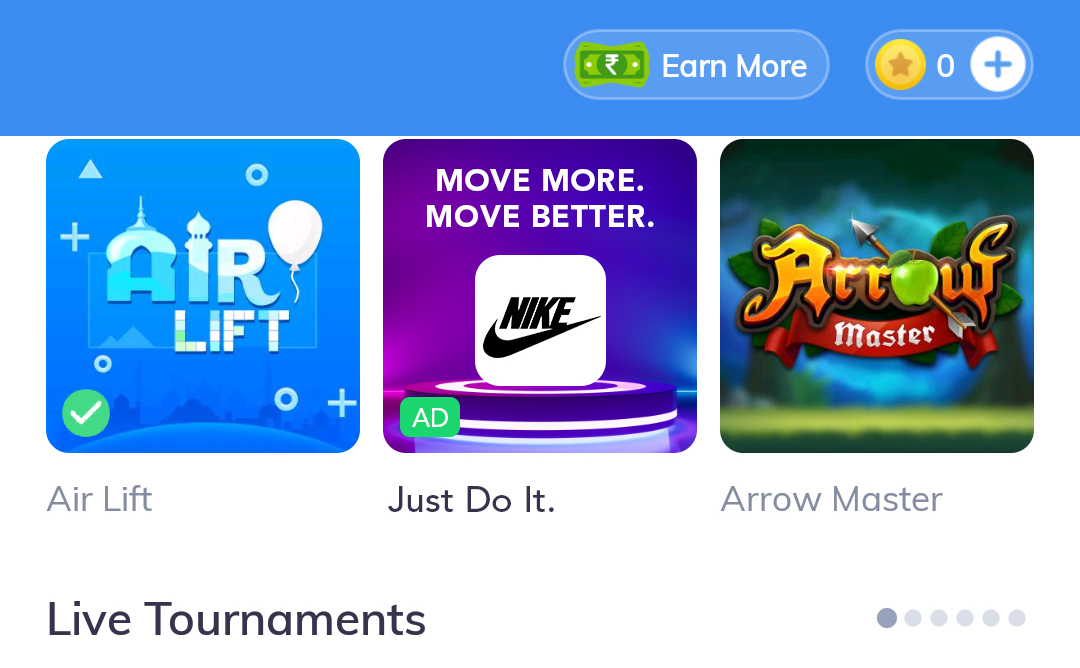 ₹ Earn More
0
AIR
LIFT
MOVE MORE.
MOVE BETTER.
NIKE
AD
Arrow
Master
Air Lift
Just Do It.
Arrow Master
Live Tournaments